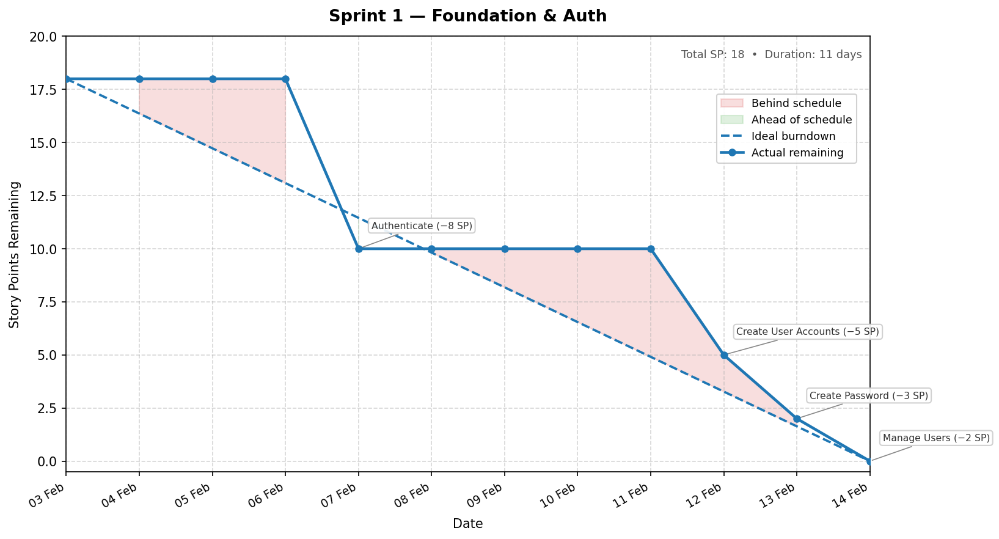 Sprint 1 — Foundation & Auth
Total SP: 18 • Duration: 11 days
Behind schedule
Ahead of schedule
Ideal burndown
Actual remaining
Story Points Remaining
20.0
17.5
15.0
12.5
10.0
7.5
5.0
2.5
0.0
Authenticate (−8 SP)
Create User Accounts (−5 SP)
Create Password (−3 SP)
Manage Users (−2 SP)
03 Feb
04 Feb
05 Feb
06 Feb
07 Feb
08 Feb
09 Feb
10 Feb
11 Feb
12 Feb
13 Feb
14 Feb
Date